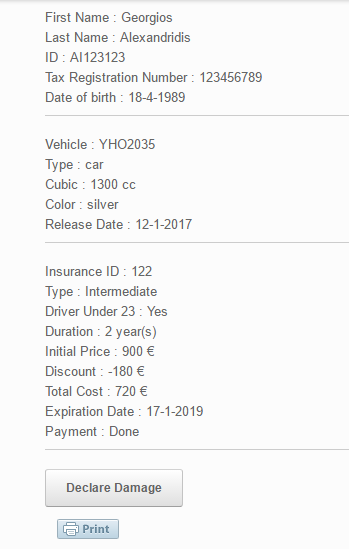 First Name : Georgios
Last Name : Alexandridis
ID : AI123123
Tax Registration Number : 123456789
Date of birth : 18-4-1989
Vehicle : YHO2035
Type : car
Cubic : 1300 cc
Color : silver
Release Date : 12-1-2017
Insurance ID : 122
Type : Intermediate
Driver Under 23 : Yes
Duration : 2 year(s)
Initial Price : 900 €
Discount : -180 €
Total Cost : 720 €
Expiration Date : 17-1-2019
Payment : Done
Declare Damage
Print